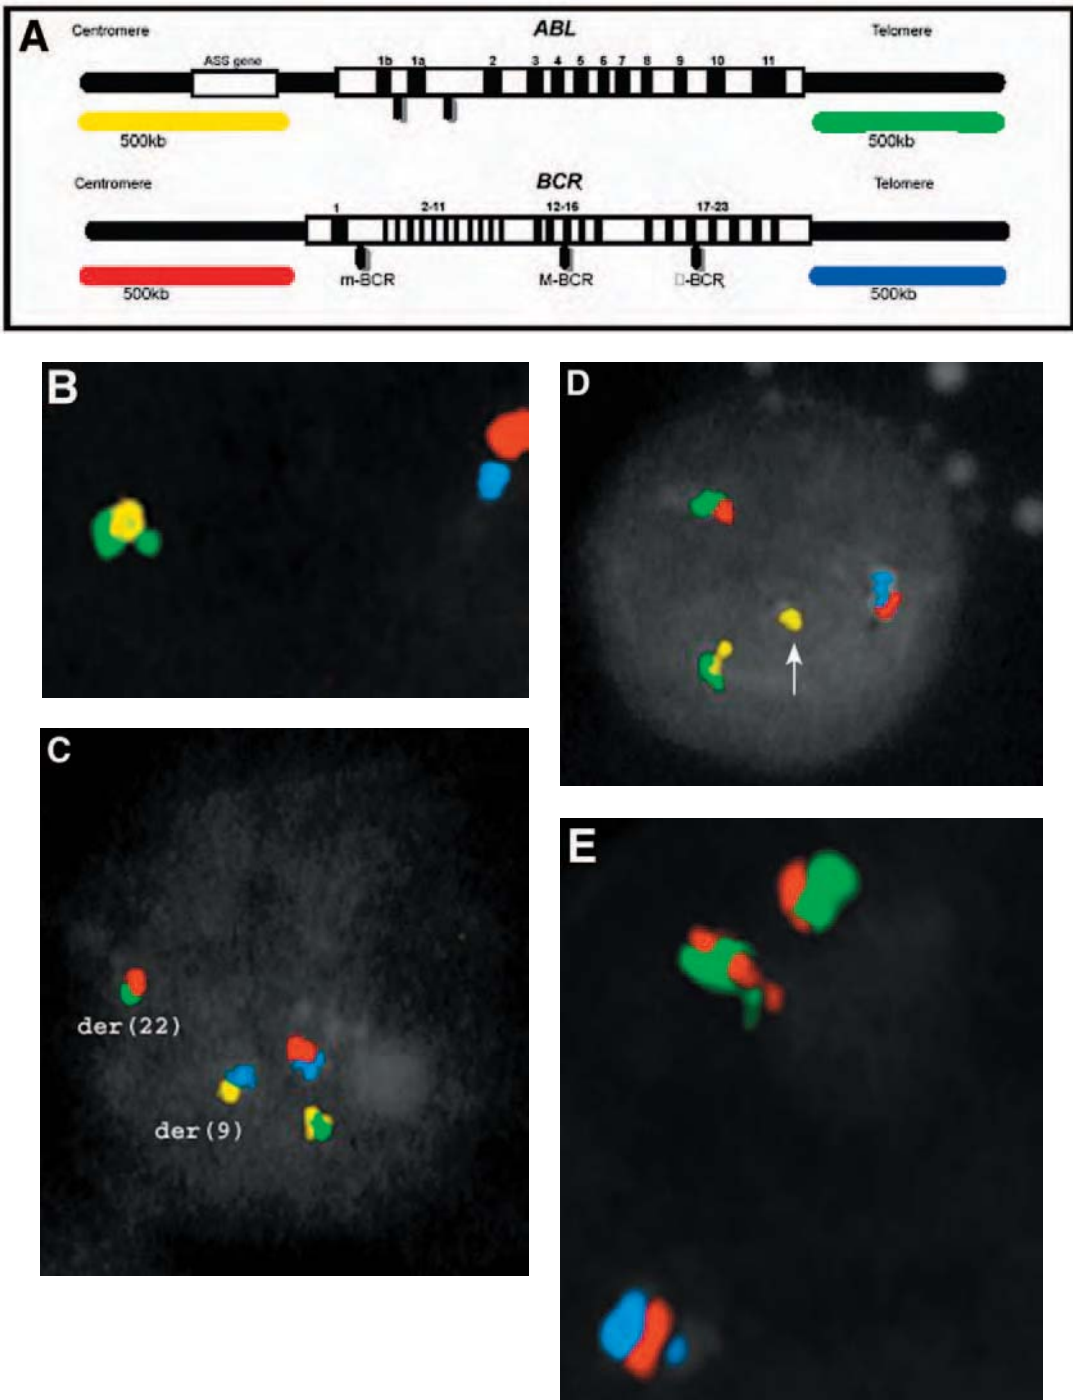 A
Centromere ABL Telomere
ASS gene 1b 1a 2 3 4 5 6 7 8 9 10 11
500kb 500kb
Centromere BCR Telomere
1 2-11 12-16 17-23
m-BCR M-BCR □-BCR
500kb 500kb
B
D
C
der(22)
der(9)
E